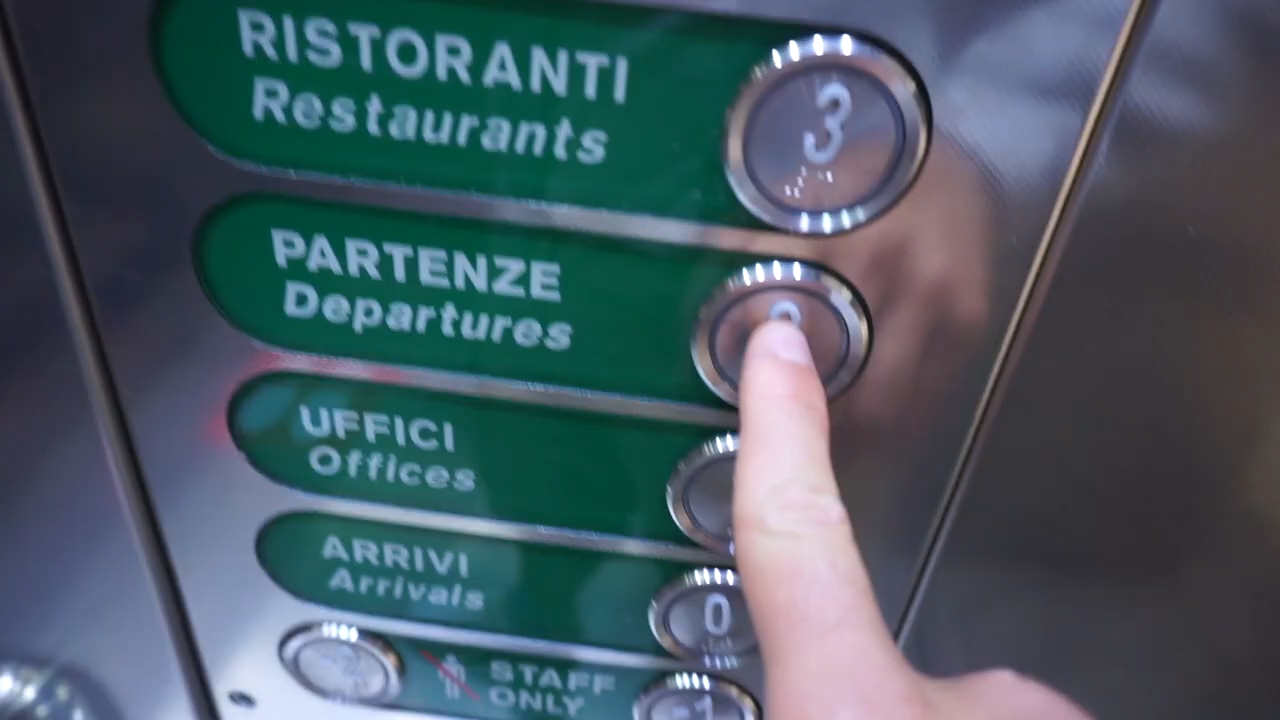 RISTORANTI
Restaurants
3
PARTENZE
Departures
UFFICI
Offices
ARRIVI
Arrivals
0
STAFF
ONLY
-1